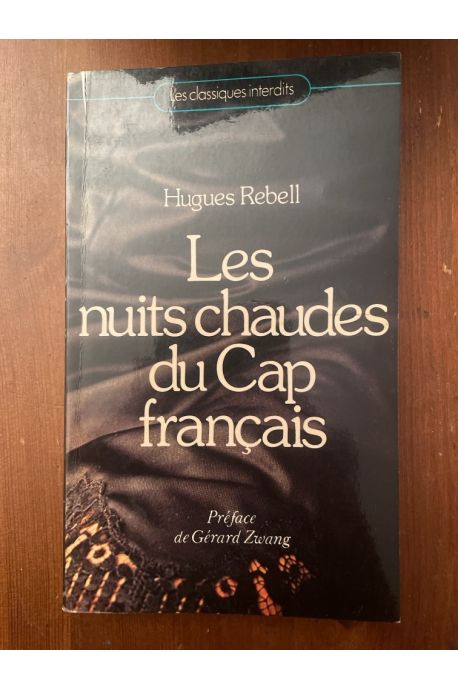 Les classiques interdits
Hugues Rebell
Les
nuits chaudes
du Cap
français
Préface
de Gérard Zwang